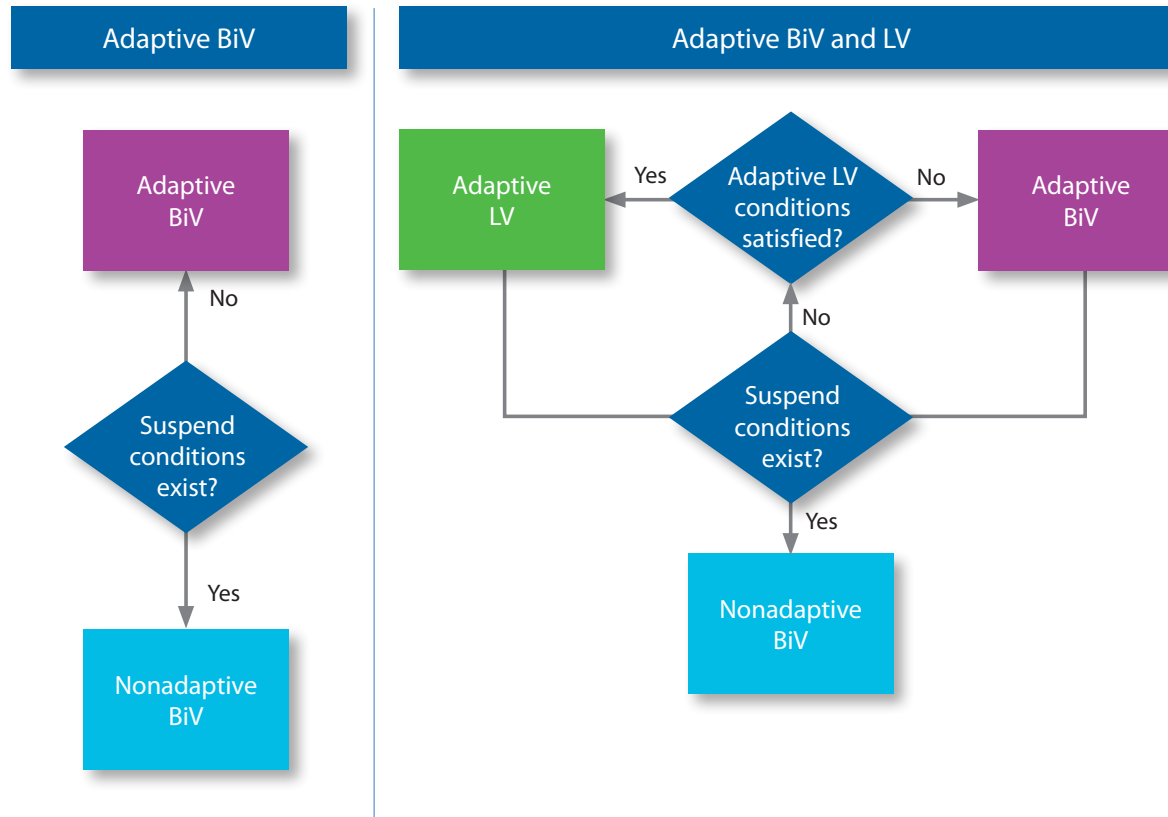 Adaptive BiV
Adaptive
BiV
No
Suspend
conditions
exist?
Yes
Nonadaptive
BiV
Adaptive BiV and LV
Adaptive
LV
Yes
Adaptive LV
conditions
satisfied?
No
Adaptive
BiV
No
Suspend
conditions
exist?
Yes
Nonadaptive
BiV